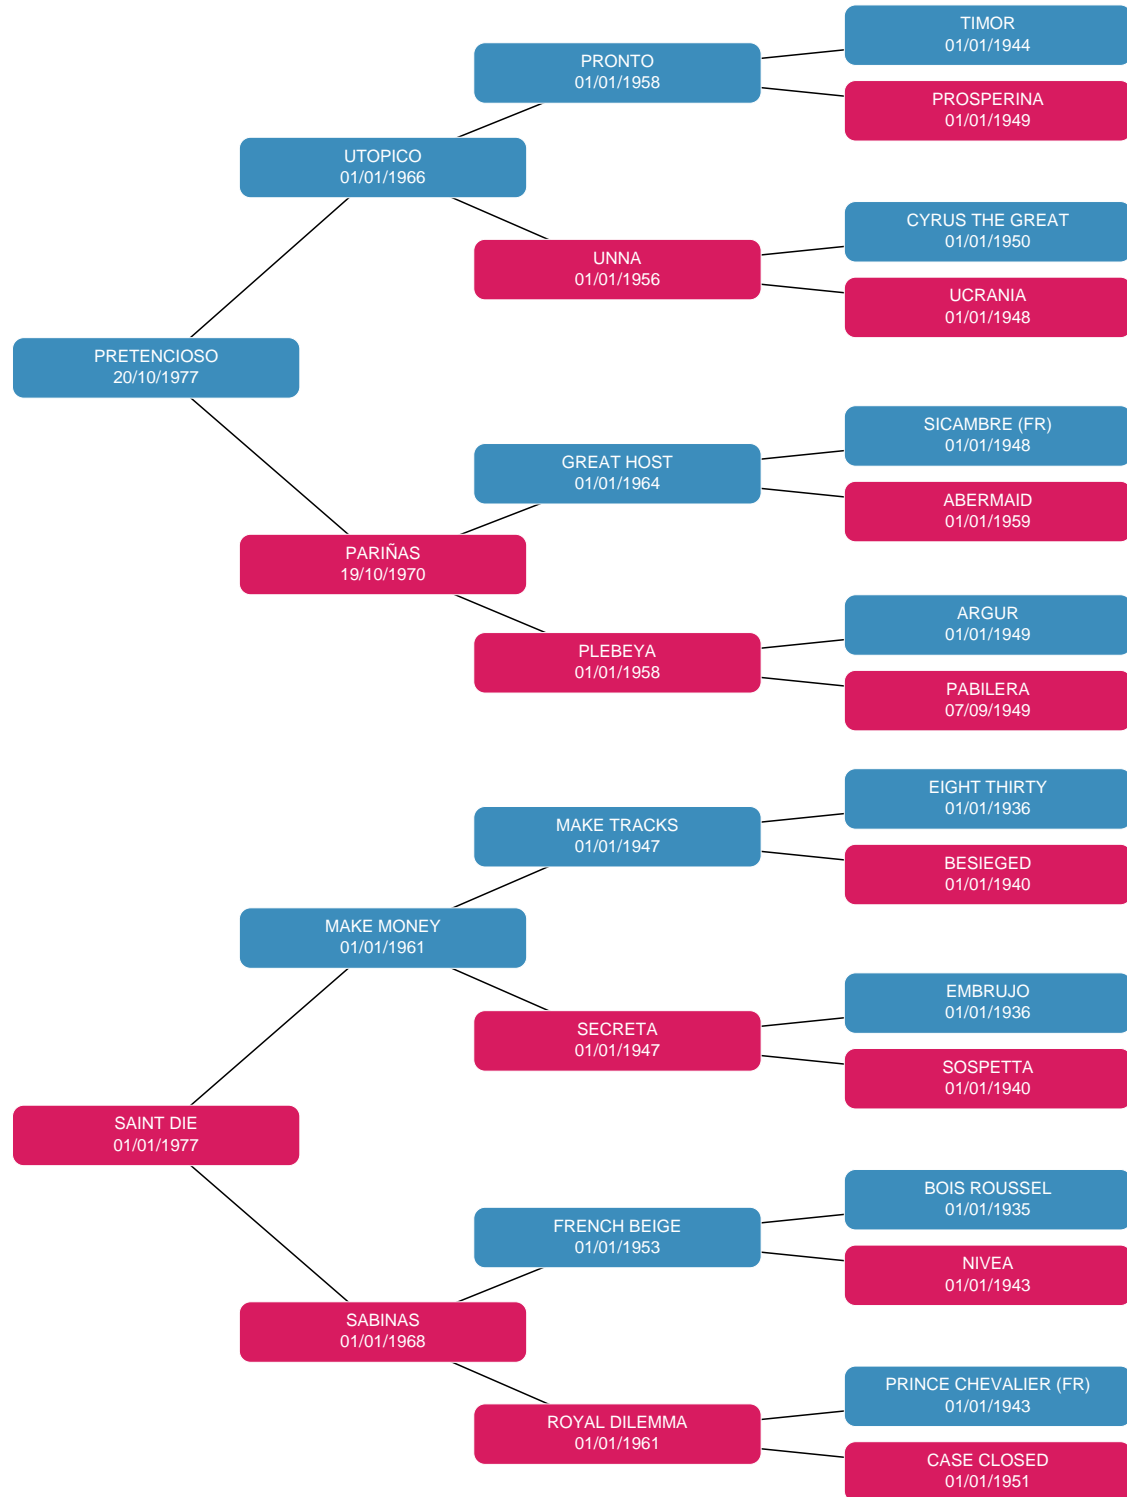 TIMOR
01/01/1944
PRONTO
01/01/1958
PROSPERINA
01/01/1949
UTOPICO
01/01/1966
CYRUS THE GREAT
01/01/1950
UNNA
01/01/1956
UCRANIA
01/01/1948
PRETENCIOSO
20/10/1977
SICAMBRE (FR)
01/01/1948
GREAT HOST
01/01/1964
ABERMAID
01/01/1959
PARIÑAS
19/10/1970
ARGUR
01/01/1949
PLEBEYA
01/01/1958
PABILERA
07/09/1949
EIGHT THIRTY
01/01/1936
MAKE TRACKS
01/01/1947
BESIEGED
01/01/1940
MAKE MONEY
01/01/1961
EMBRUJO
01/01/1936
SECRETA
01/01/1947
SOSPETTA
01/01/1940
SAINT DIE
01/01/1977
BOIS ROUSSEL
01/01/1935
FRENCH BEIGE
01/01/1953
NIVEA
01/01/1943
SABINAS
01/01/1968
PRINCE CHEVALIER (FR)
01/01/1943
ROYAL DILEMMA
01/01/1961
CASE CLOSED
01/01/1951